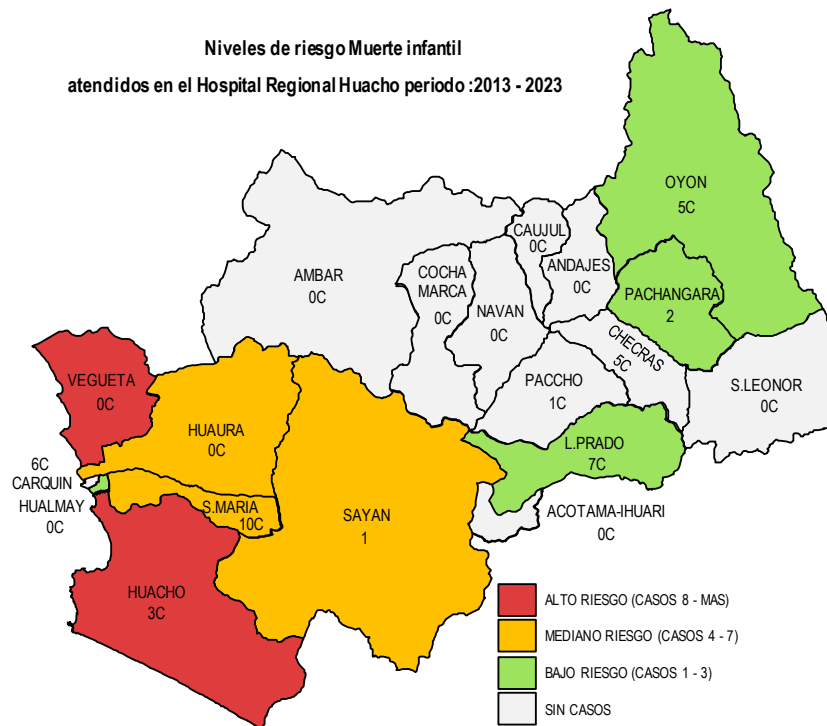 Niveles de riesgo Muerte infantil
atendidos en el Hospital Regional Huacho periodo :2013 - 2023
OYON
5C
CAUJUL
0C
ANDAJES
0C
AMBAR
0C
COCHA
MARCA
0C
NAVAN
0C
PACHANGARA
2
CHECRAS
5C
VEGUETA
0C
PACCHO
1C
S.LEONOR
0C
HUAURA
0C
L.PRADO
7C
6C
CARQUIN
HUALMAY
0C
S.MARIA
10C
SAYAN
1
ACOTAMA-IHUARI
0C
HUACHO
3C
ALTO RIESGO (CASOS 8 - MAS)
MEDIANO RIESGO (CASOS 4 - 7)
BAJO RIESGO (CASOS 1 - 3)
SIN CASOS